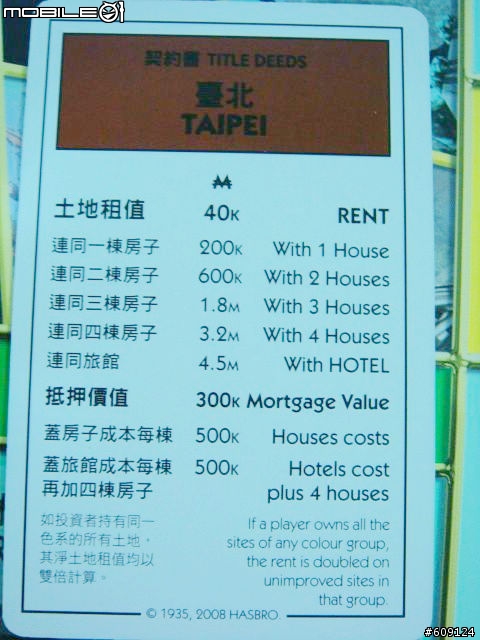 MOBILE01
契約書 TITLE DEEDS
臺北
TAIPEI
土地租值 40K RENT
連同一棟房子 200K With 1 House
連同二棟房子 600K With 2 Houses
連同三棟房子 1.8M With 3 Houses
連同四棟房子 3.2M With 4 Houses
連同旅館 4.5M With HOTEL
抵押價值 300K Mortgage Value
蓋房子成本每棟 500K Houses costs
蓋旅館成本每棟 500K Hotels cost
再加四棟房子 plus 4 houses
如投資者持有同一
色系的所有土地，
其淨土地租值均以
雙倍計算。
If a player owns all the
sites of any colour group,
the rent is doubled on
unimproved sites in
that group.
© 1935, 2008 HASBRO.
#609124